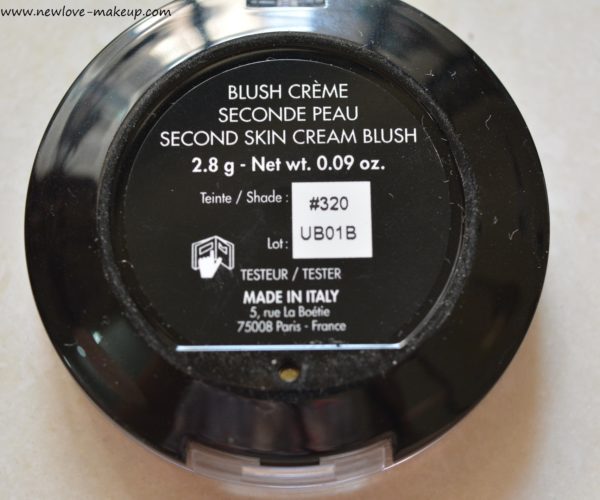 www.newlove-makeup.com
BLUSH CRÈME
SECONDE PEAU
SECOND SKIN CREAM BLUSH
2.8 g - Net wt. 0.09 oz.
Teinte / Shade : #320
Lot : UB01B
TESTEUR / TESTER
MADE IN ITALY
5, rue La Boétie
75008 Paris - France